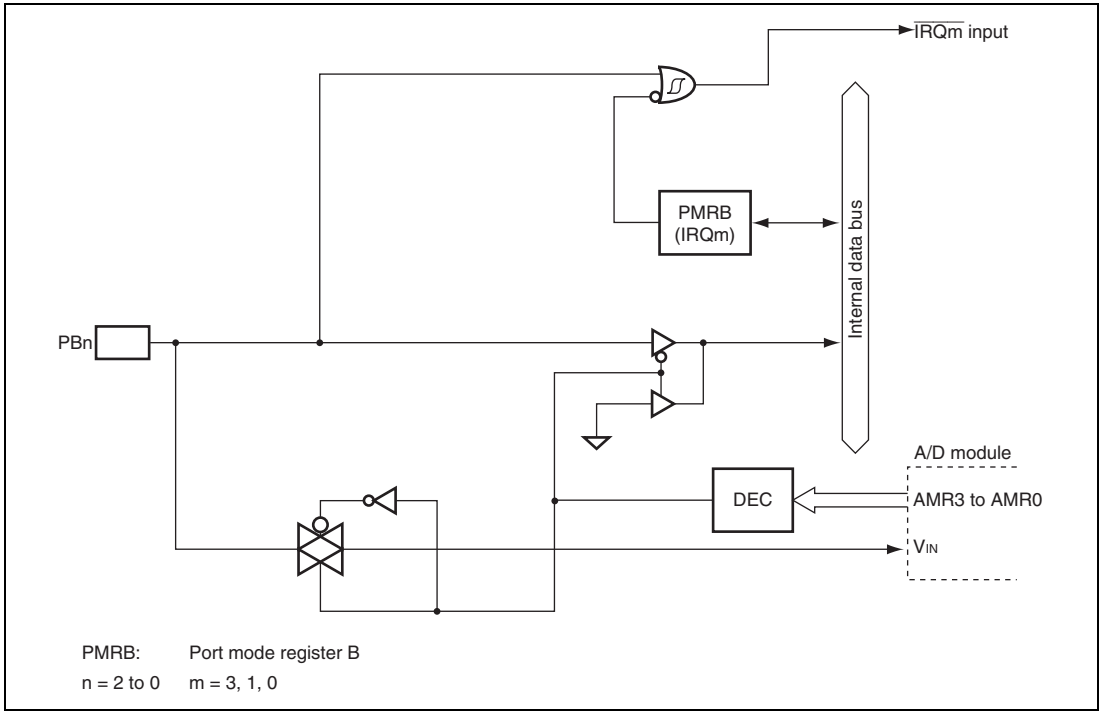 IRQm input
PMRB
(IRQm)
Internal data bus
PBn
A/D module
DEC
AMR3 to AMR0
VIN
PMRB: Port mode register B
n = 2 to 0 m = 3, 1, 0